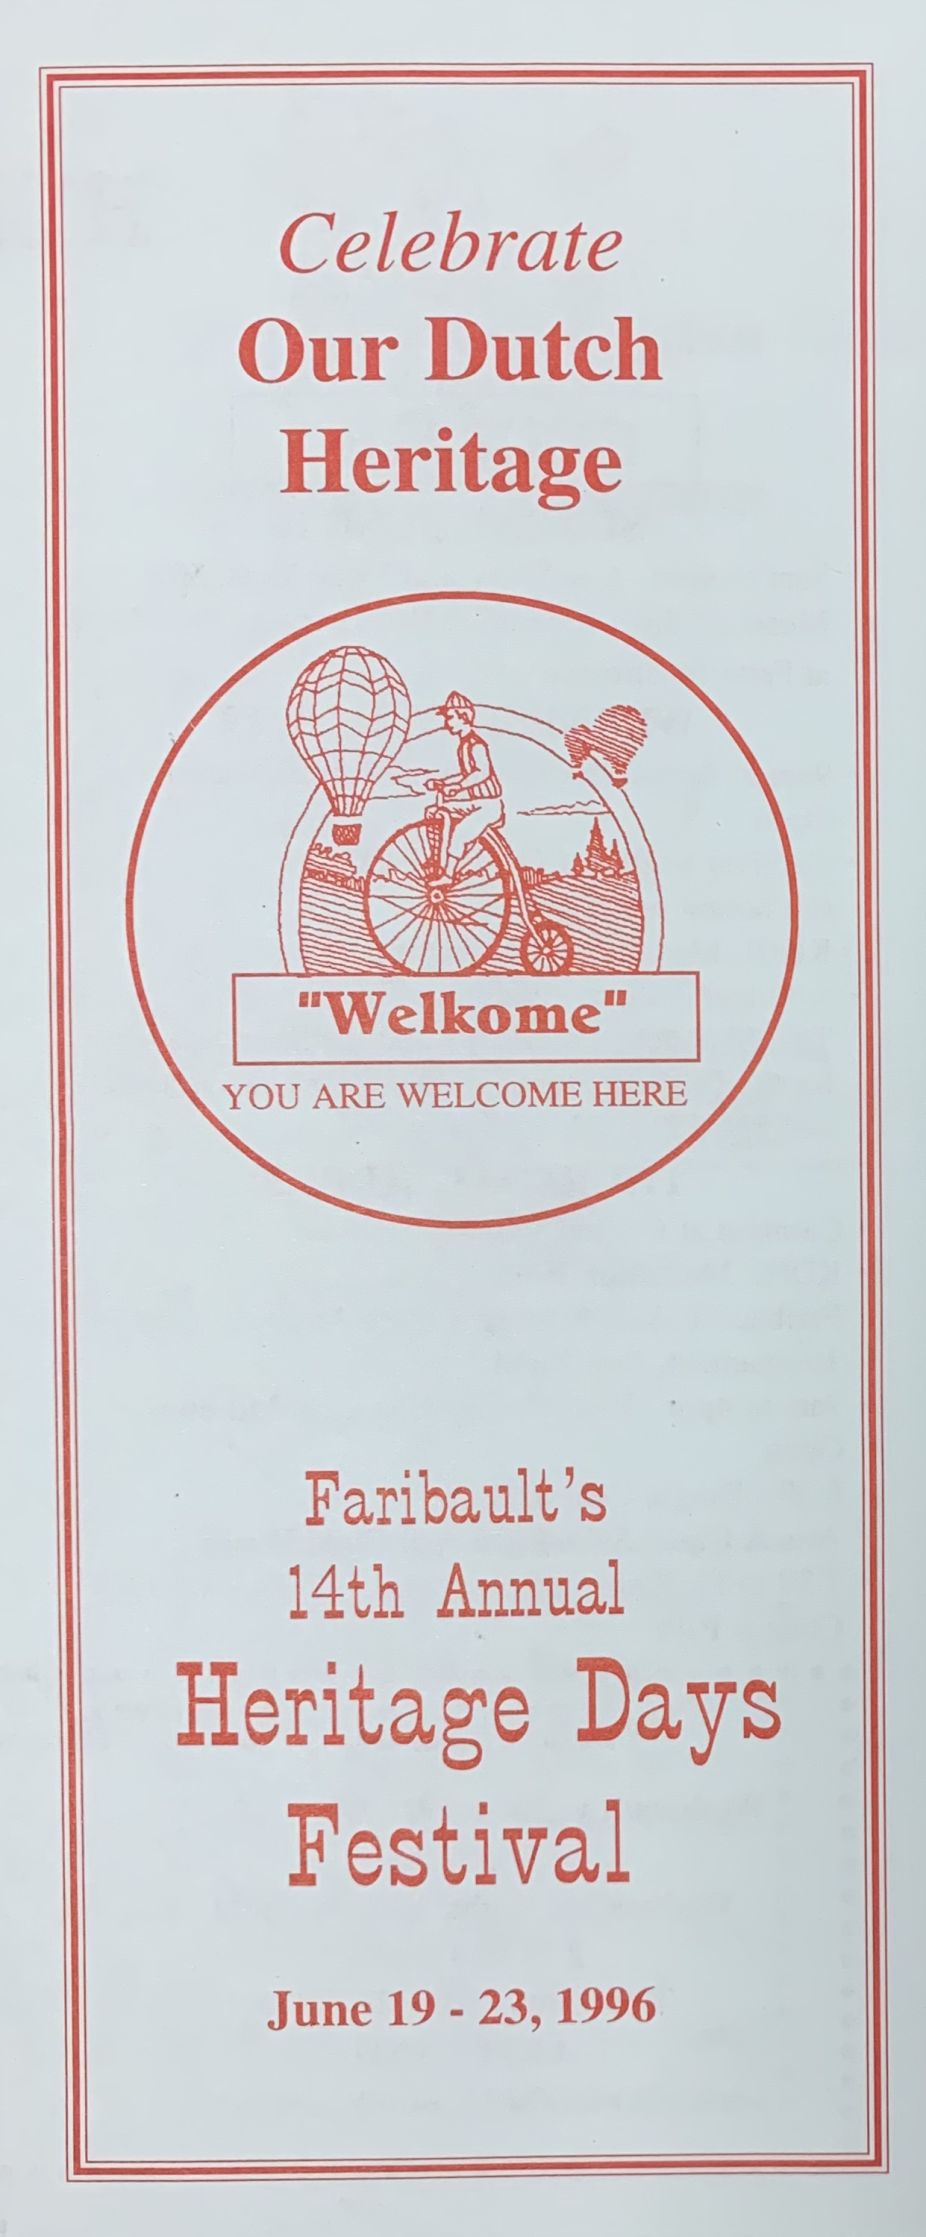 Celebrate
Our Dutch
Heritage
"Welkome"
YOU ARE WELCOME HERE
Faribault's
14th Annual
Heritage Days
Festival
June 19 - 23, 1996